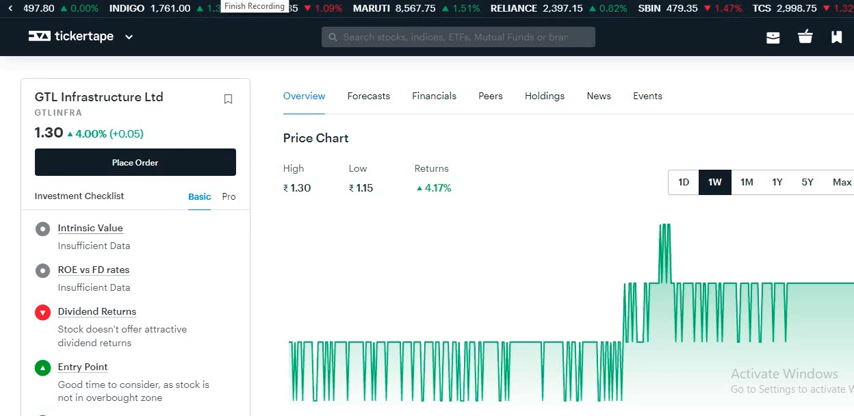 497.80 ▲ 0.00% INDIGO 1,761.00 ▲ 1.3 Finish Recording 35 ▼ 1.09% MARUTI 8,567.75 ▲ 1.51% RELIANCE 2,397.15 ▲ 0.82% SBIN 479.35 ▼ 1.47% TCS 2,998.75 ▼ 1.32
tickertape
Search stocks, indices, ETFs, Mutual Funds or bran
GTL Infrastructure Ltd
GTLINFRA
1.30 ▲ 4.00% (+0.05)
Place Order
Investment Checklist Basic Pro
Intrinsic Value
Insufficient Data
ROE vs FD rates
Insufficient Data
Dividend Returns
Stock doesn't offer attractive
dividend returns
Entry Point
Good time to consider, as stock is
not in overbought zone
Overview Forecasts Financials Peers Holdings News Events
Price Chart
High Low Returns
₹ 1.30 ₹ 1.15 ▲ 4.17%
1D 1W 1M 1Y 5Y Max
Activate Windows
Go to Settings to activate W